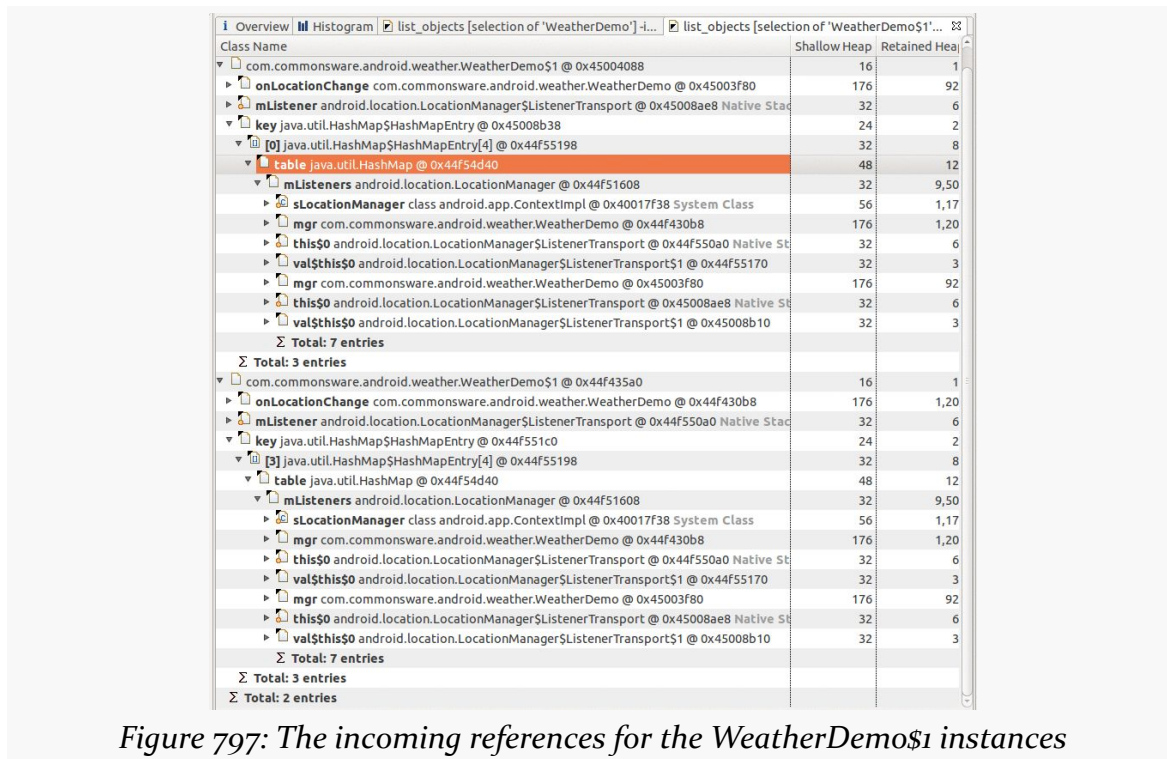 i Overview Histogram list_objects [selection of 'WeatherDemo'] -i... list_objects [selection of 'WeatherDemo$1'...
Class Name Shallow Heap Retained Hea
com.commonsware.android.weather.WeatherDemo$1 @ 0x45004088 16 1
onLocationChange com.commonsware.android.weather.WeatherDemo @ 0x45003f80 176 92
mListener android.location.LocationManager$ListenerTransport @ 0x45008ae8 Native Stac 32 6
key java.util.HashMap$HashMapEntry @ 0x45008b38 24 2
[0] java.util.HashMap$HashMapEntry[4] @ 0x44f55198 32 8
table java.util.HashMap @ 0x44f54d40 48 12
mListeners android.location.LocationManager @ 0x44f51608 32 9,50
sLocationManager class android.app.ContextImpl @ 0x40017f38 System Class 56 1,17
mgr com.commonsware.android.weather.WeatherDemo @ 0x44f430b8 176 1,20
this$0 android.location.LocationManager$ListenerTransport @ 0x44f550a0 Native St 32 6
val$this$0 android.location.LocationManager$ListenerTransport$1 @ 0x44f55170 32 3
mgr com.commonsware.android.weather.WeatherDemo @ 0x45003f80 176 92
this$0 android.location.LocationManager$ListenerTransport @ 0x45008ae8 Native St 32 6
val$this$0 android.location.LocationManager$ListenerTransport$1 @ 0x45008b10 32 3
Σ Total: 7 entries
Σ Total: 3 entries
com.commonsware.android.weather.WeatherDemo$1 @ 0x44f435a0 16 1
onLocationChange com.commonsware.android.weather.WeatherDemo @ 0x44f430b8 176 1,20
mListener android.location.LocationManager$ListenerTransport @ 0x44f550a0 Native Stac 32 6
key java.util.HashMap$HashMapEntry @ 0x44f551c0 24 2
[3] java.util.HashMap$HashMapEntry[4] @ 0x44f55198 32 8
table java.util.HashMap @ 0x44f54d40 48 12
mListeners android.location.LocationManager @ 0x44f51608 32 9,50
sLocationManager class android.app.ContextImpl @ 0x40017f38 System Class 56 1,17
mgr com.commonsware.android.weather.WeatherDemo @ 0x44f430b8 176 1,20
this$0 android.location.LocationManager$ListenerTransport @ 0x44f550a0 Native St 32 6
val$this$0 android.location.LocationManager$ListenerTransport$1 @ 0x44f55170 32 3
mgr com.commonsware.android.weather.WeatherDemo @ 0x45003f80 176 92
this$0 android.location.LocationManager$ListenerTransport @ 0x45008ae8 Native St 32 6
val$this$0 android.location.LocationManager$ListenerTransport$1 @ 0x45008b10 32 3
Σ Total: 7 entries
Σ Total: 3 entries
Σ Total: 2 entries
Figure 797: The incoming references for the WeatherDemo$1 instances